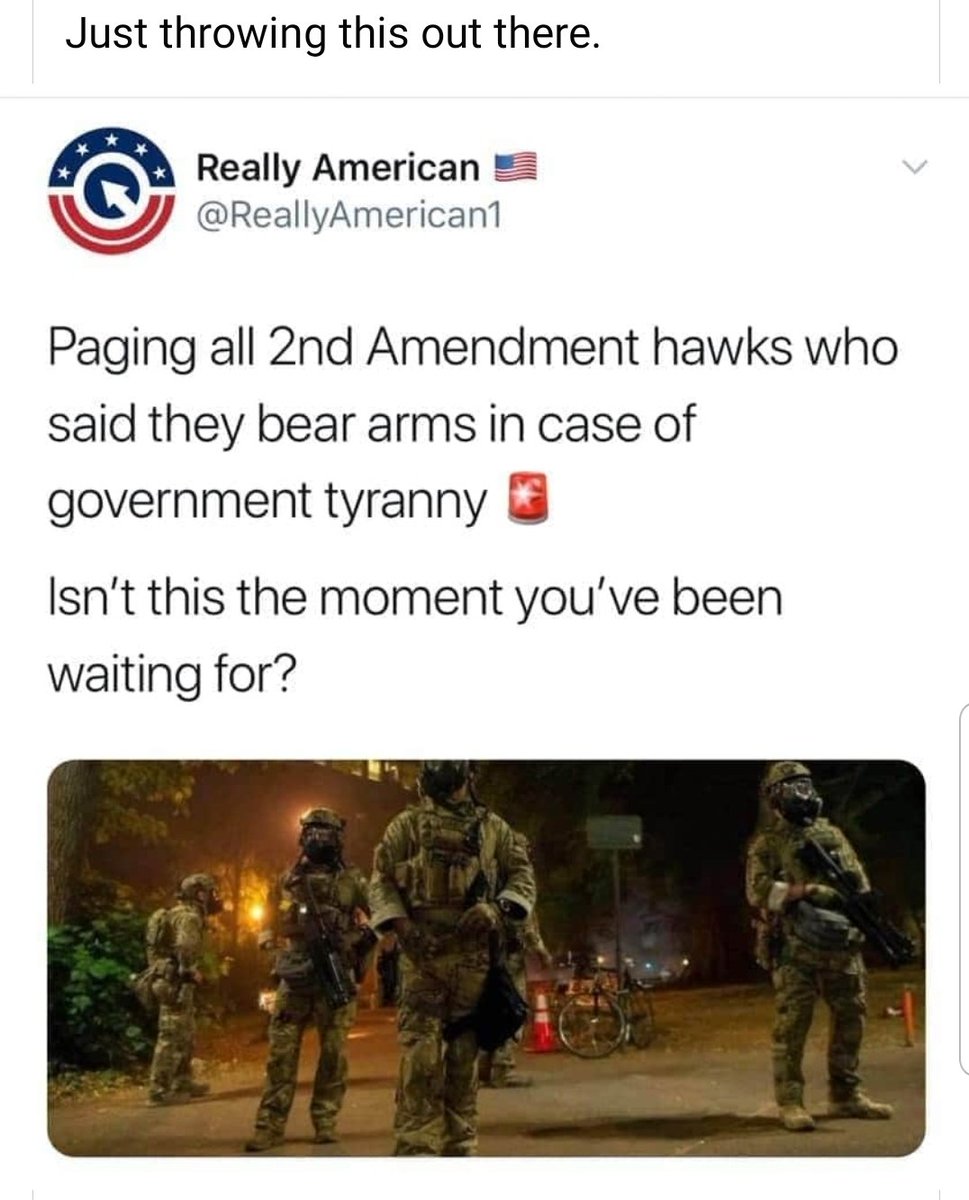 Just throwing this out there.
Really American 🇺🇸
@ReallyAmerican1
Paging all 2nd Amendment hawks who
said they bear arms in case of
government tyranny 🚨
Isn't this the moment you've been
waiting for?